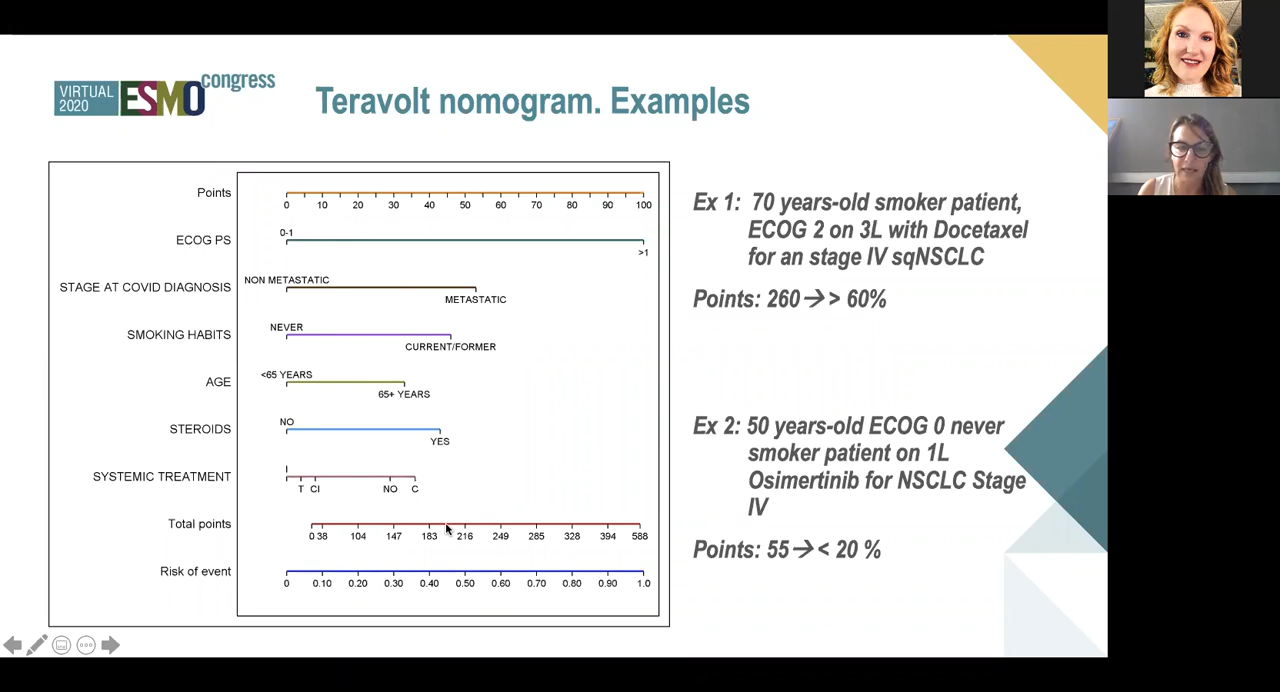 VIRTUAL
2020
ESMO
congress
Teravolt nomogram. Examples
Points
0 10 20 30 40 50 60 70 80 90 100
ECOG PS
0-1
>1
STAGE AT COVID DIAGNOSIS
NON METASTATIC
METASTATIC
SMOKING HABITS
NEVER
CURRENT/FORMER
AGE
<65 YEARS
65+ YEARS
STEROIDS
NO
YES
SYSTEMIC TREATMENT
I
T CI NO C
Total points
0 38 104 147 183 216 249 285 328 394 588
Risk of event
0 0.10 0.20 0.30 0.40 0.50 0.60 0.70 0.80 0.90 1.0
Ex 1: 70 years-old smoker patient,
ECOG 2 on 3L with Docetaxel
for an stage IV sqNSCLC
Points: 260→ > 60%
Ex 2: 50 years-old ECOG 0 never
smoker patient on 1L
Osimertinib for NSCLC Stage
IV
Points: 55→ < 20 %